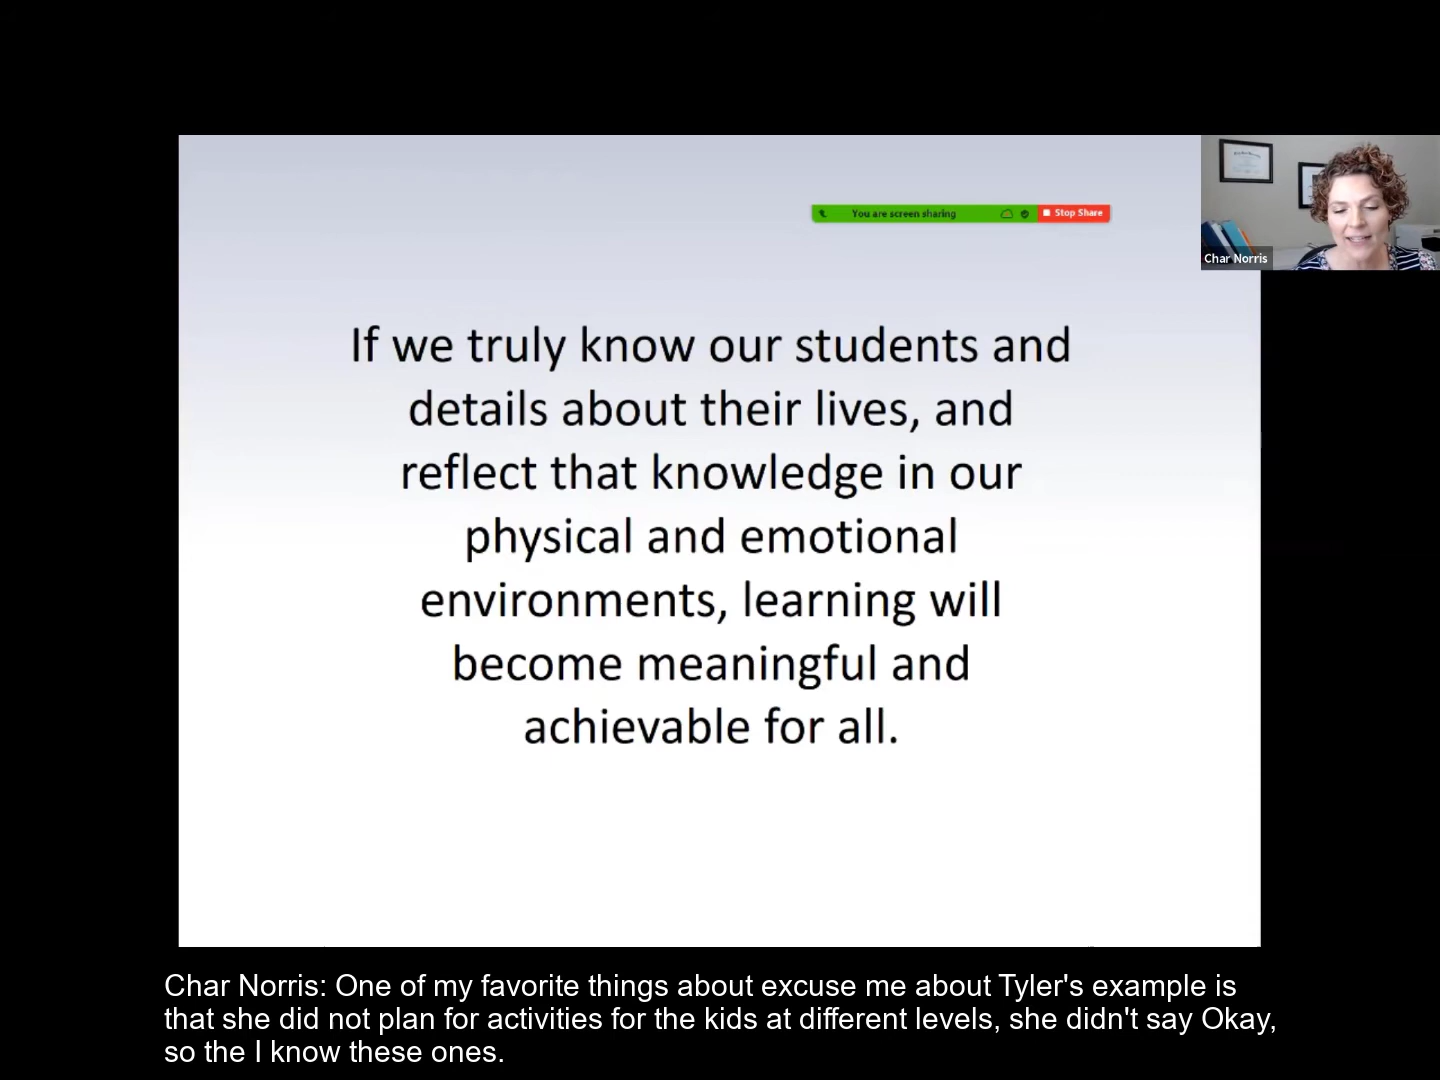 You are screen sharing
Stop Share
Char Norris
If we truly know our students and
details about their lives, and
reflect that knowledge in our
physical and emotional
environments, learning will
become meaningful and
achievable for all.
Char Norris: One of my favorite things about excuse me about Tyler's example is
that she did not plan for activities for the kids at different levels, she didn't say Okay,
so the I know these ones.